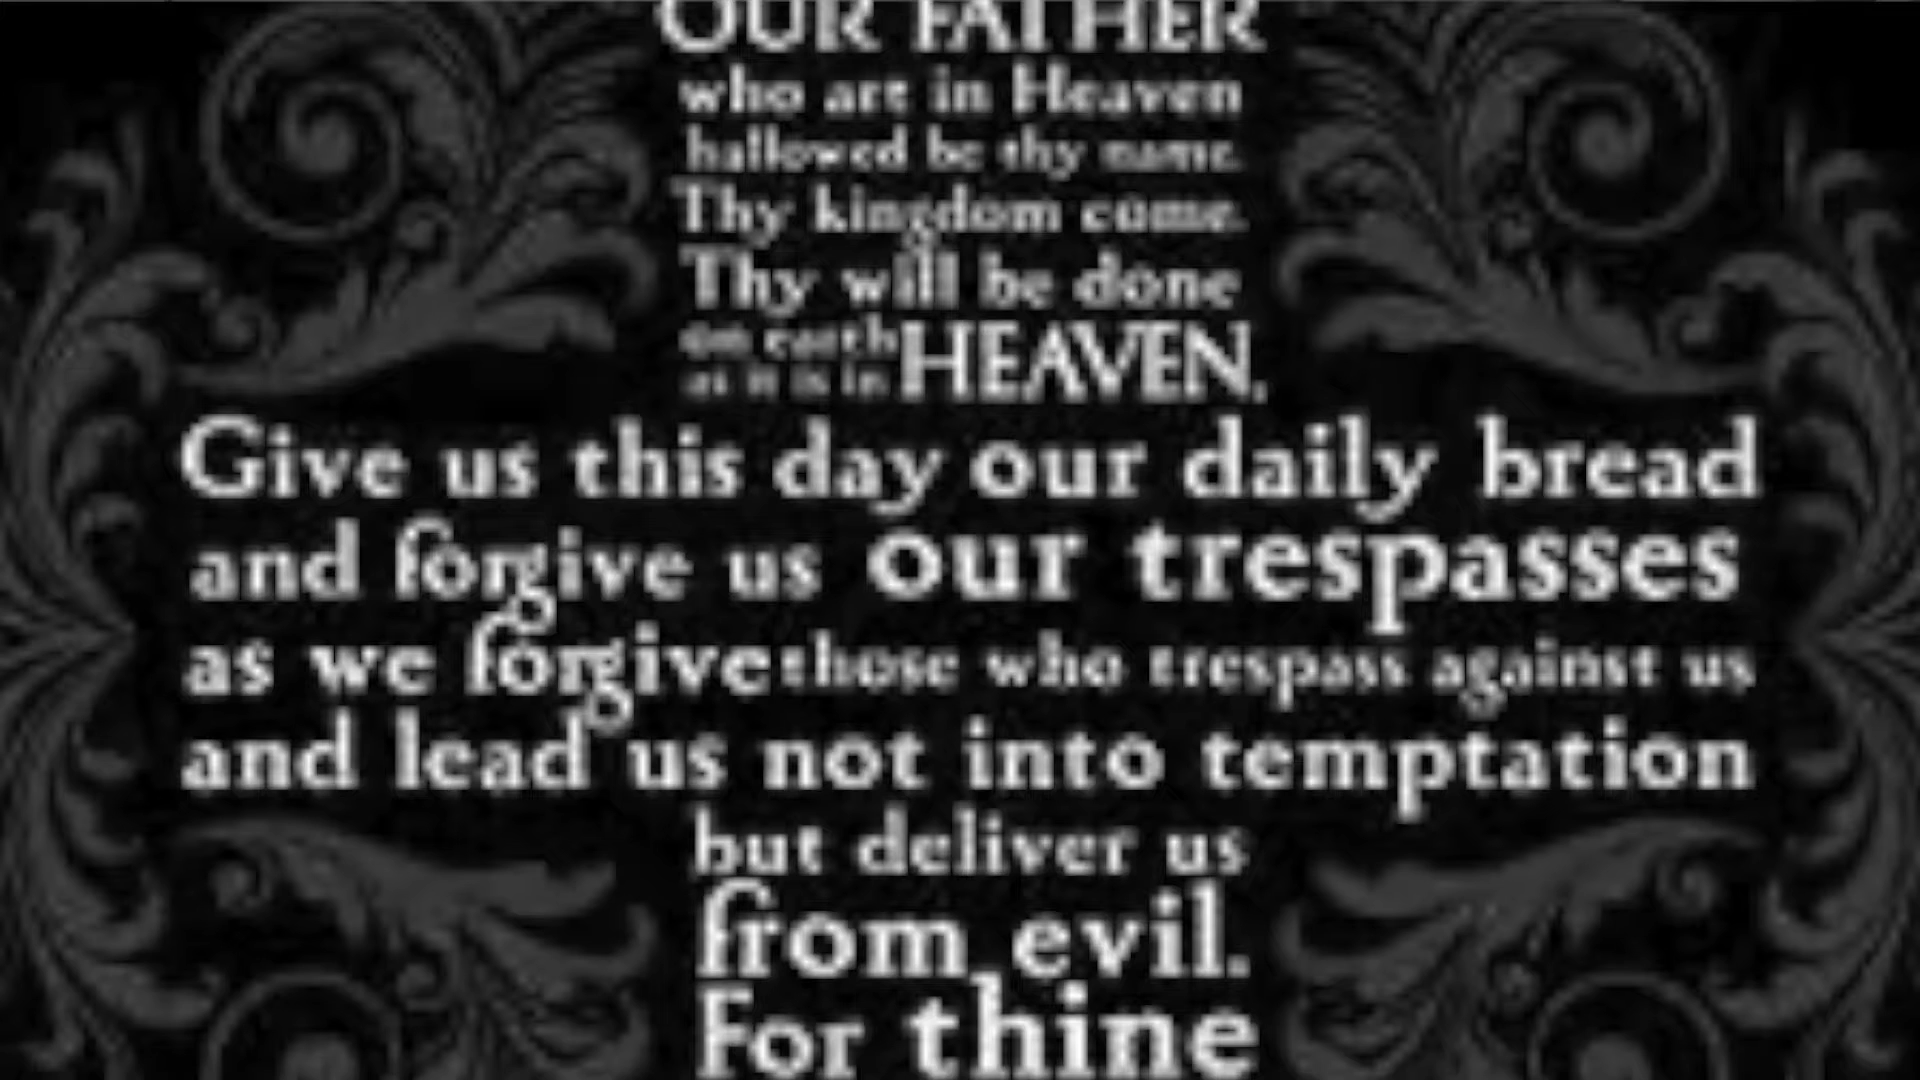 OUR FATHER
who art in Heaven
hallowed be thy name.
Thy kingdom come.
Thy will be done
on earth
as it is in HEAVEN.
Give us this day our daily bread
and forgive us our trespasses
as we forgive those who trespass against us
and lead us not into temptation
but deliver us
from evil.
For thine